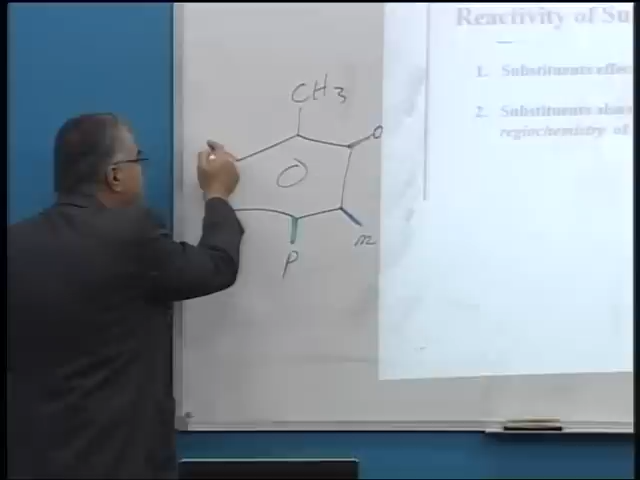 Reactivity of Su
1. Substituents effec
2. Substituents also
regiochemistry of
CH3
O
m
P